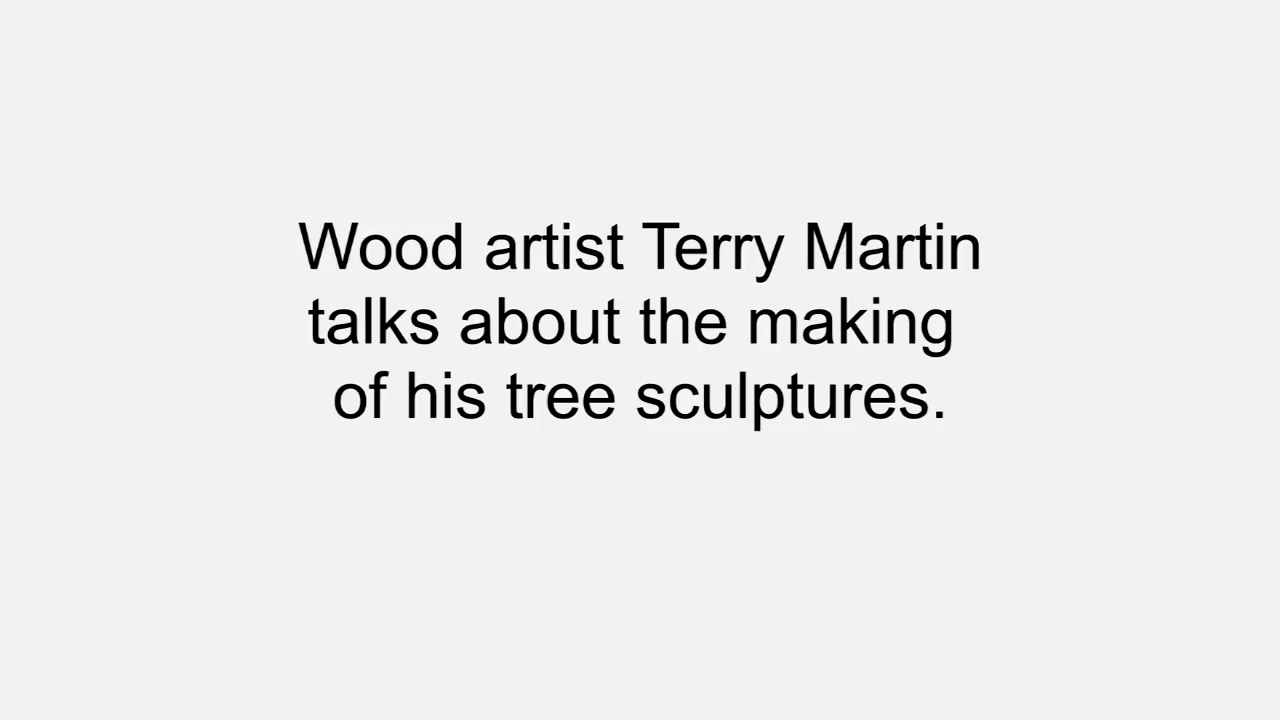 Wood artist Terry Martin
talks about the making
of his tree sculptures.